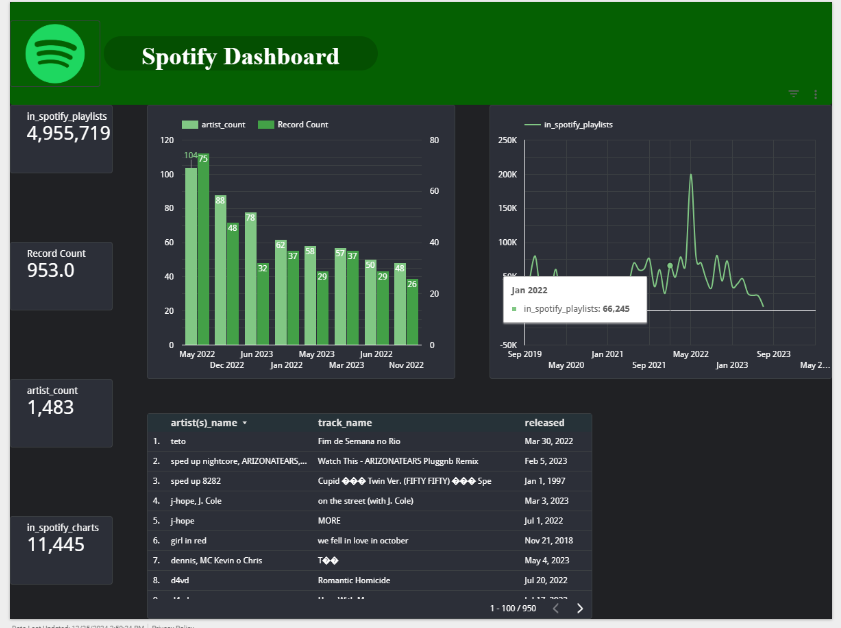 Spotify Dashboard
in_spotify_playlists
4,955,719
Record Count
953.0
artist_count
1,483
in_spotify_charts
11,445
artist_count Record Count
120 80
100
80 60
60 40
40
20 20
0 0
104 75 88 48 78 32 62 37 58 29 57 37 50 29 48 26
May 2022 Jun 2023 May 2023 Jun 2022
Dec 2022 Jan 2022 Mar 2023 Nov 2022
in_spotify_playlists
250K
200K
150K
100K
50K
-50K
Jan 2022
in_spotify_playlists: 66,245
Sep 2019 Jan 2021 May 2022 Sep 2023
May 2020 Sep 2021 Jan 2023 May 2...
artist(s)_name track_name released
1. teto Fim de Semana no Rio Mar 30, 2022
2. sped up nightcore, ARIZONATEARS,... Watch This - ARIZONATEARS Pluggnb Remix Feb 5, 2023
3. sped up 8282 Cupid ��� Twin Ver. (FIFTY FIFTY) ��� Spe Jan 1, 1997
4. j-hope, J. Cole on the street (with J. Cole) Mar 3, 2023
5. j-hope MORE Jul 1, 2022
6. girl in red we fell in love in october Nov 21, 2018
7. dennis, MC Kevin o Chris T�� May 4, 2023
8. d4vd Romantic Homicide Jul 20, 2022
1 - 100 / 950